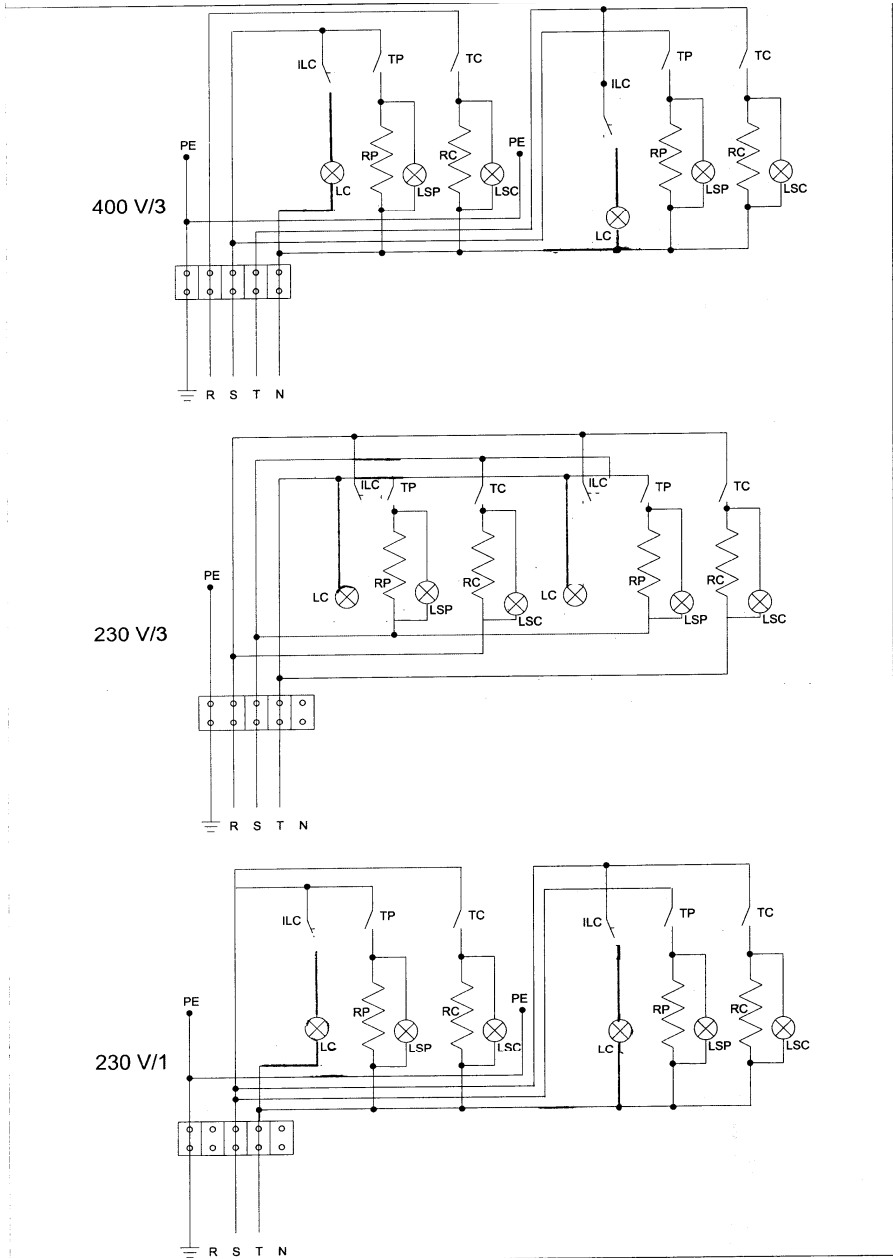 ILC TP TC ILC TP TC
PE RP RC PE RP RC
LC LSP LSC LC LSP LSC
400 V/3
R S T N
ILC TP TC ILC TP TC
PE LC RP LSP RC LSC LC RP LSP RC LSC
230 V/3
R S T N
ILC TP TC ILC TP TC
PE RP RC PE RP RC
LC LSP LSC LC LSP LSC
230 V/1
R S T N